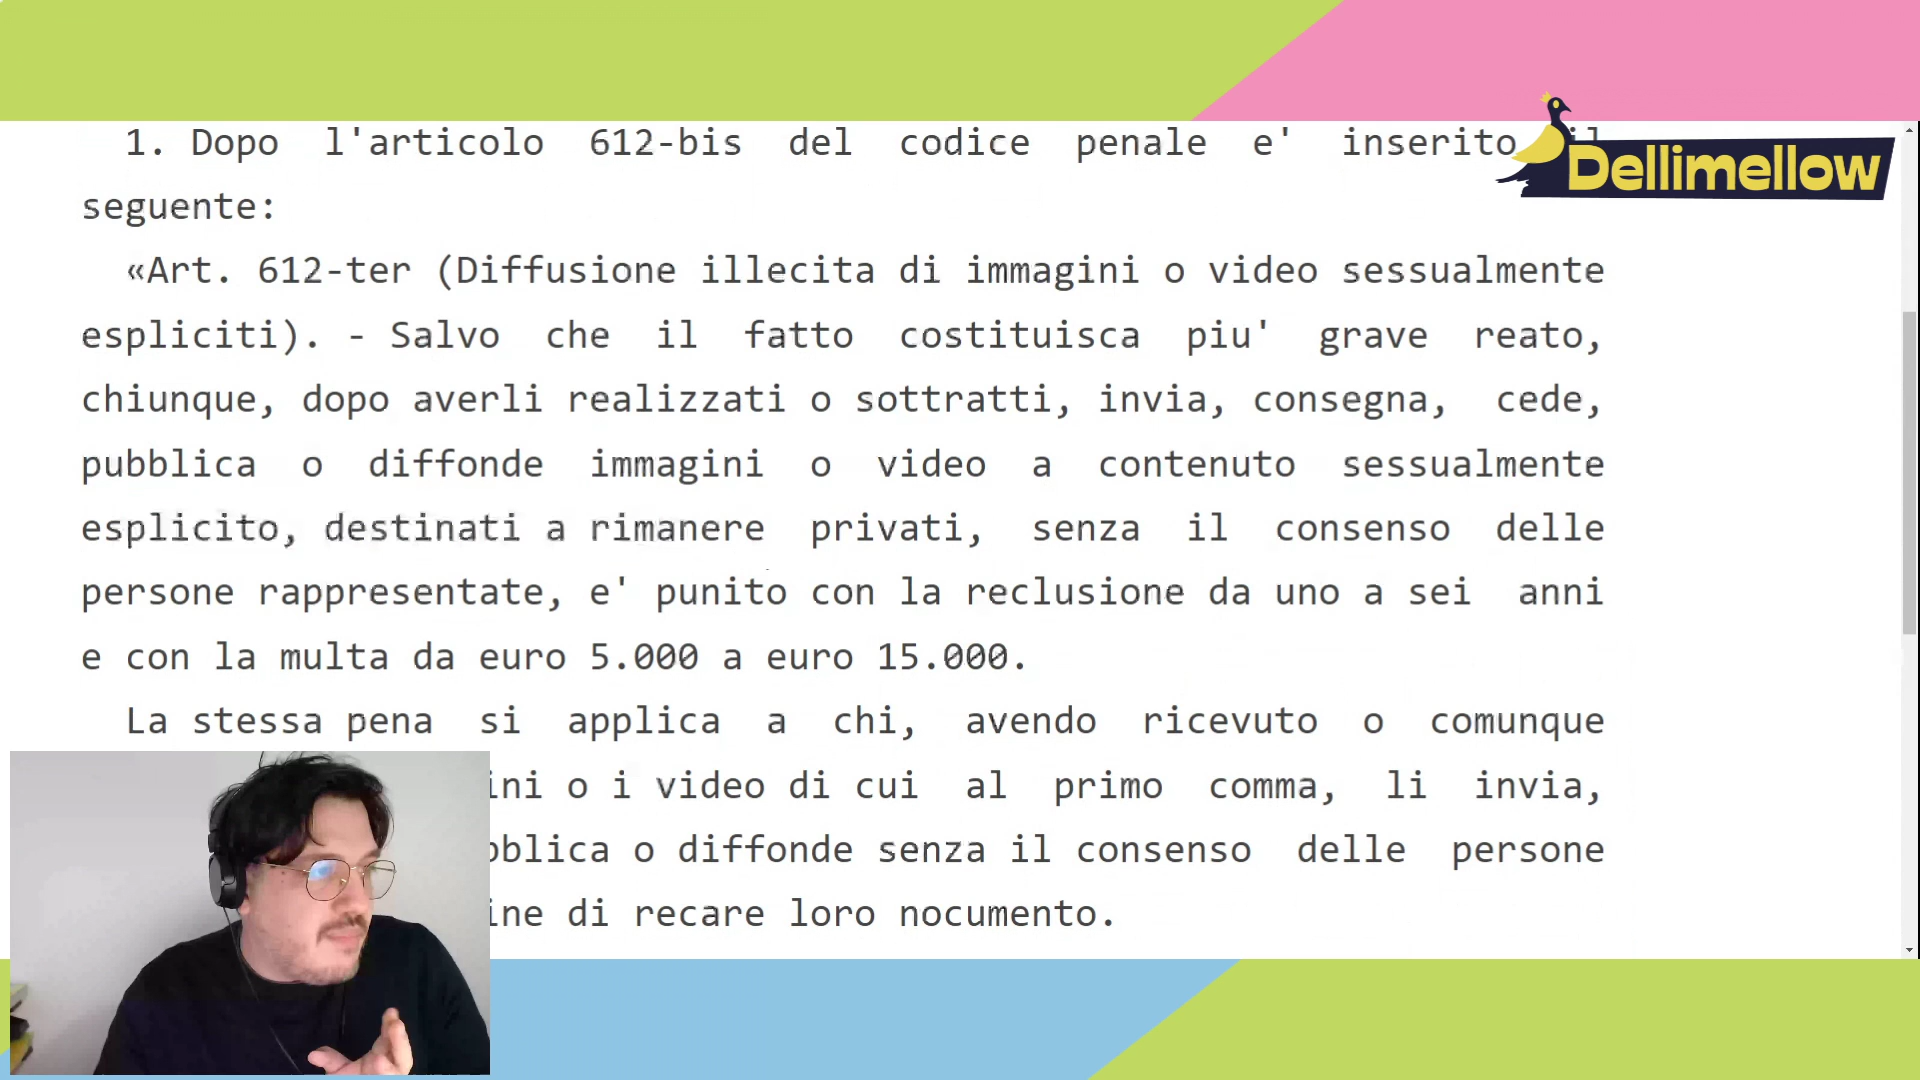 1. Dopo l'articolo 612-bis del codice penale e' inserito il
Dellimellow
seguente:
«Art. 612-ter (Diffusione illecita di immagini o video sessualmente
espliciti). - Salvo che il fatto costituisca piu' grave reato,
chiunque, dopo averli realizzati o sottratti, invia, consegna, cede,
pubblica o diffonde immagini o video a contenuto sessualmente
esplicito, destinati a rimanere privati, senza il consenso delle
persone rappresentate, e' punito con la reclusione da uno a sei anni
e con la multa da euro 5.000 a euro 15.000.
La stessa pena si applica a chi, avendo ricevuto o comunque
ini o i video di cui al primo comma, li invia,
bblica o diffonde senza il consenso delle persone
ine di recare loro nocumento.